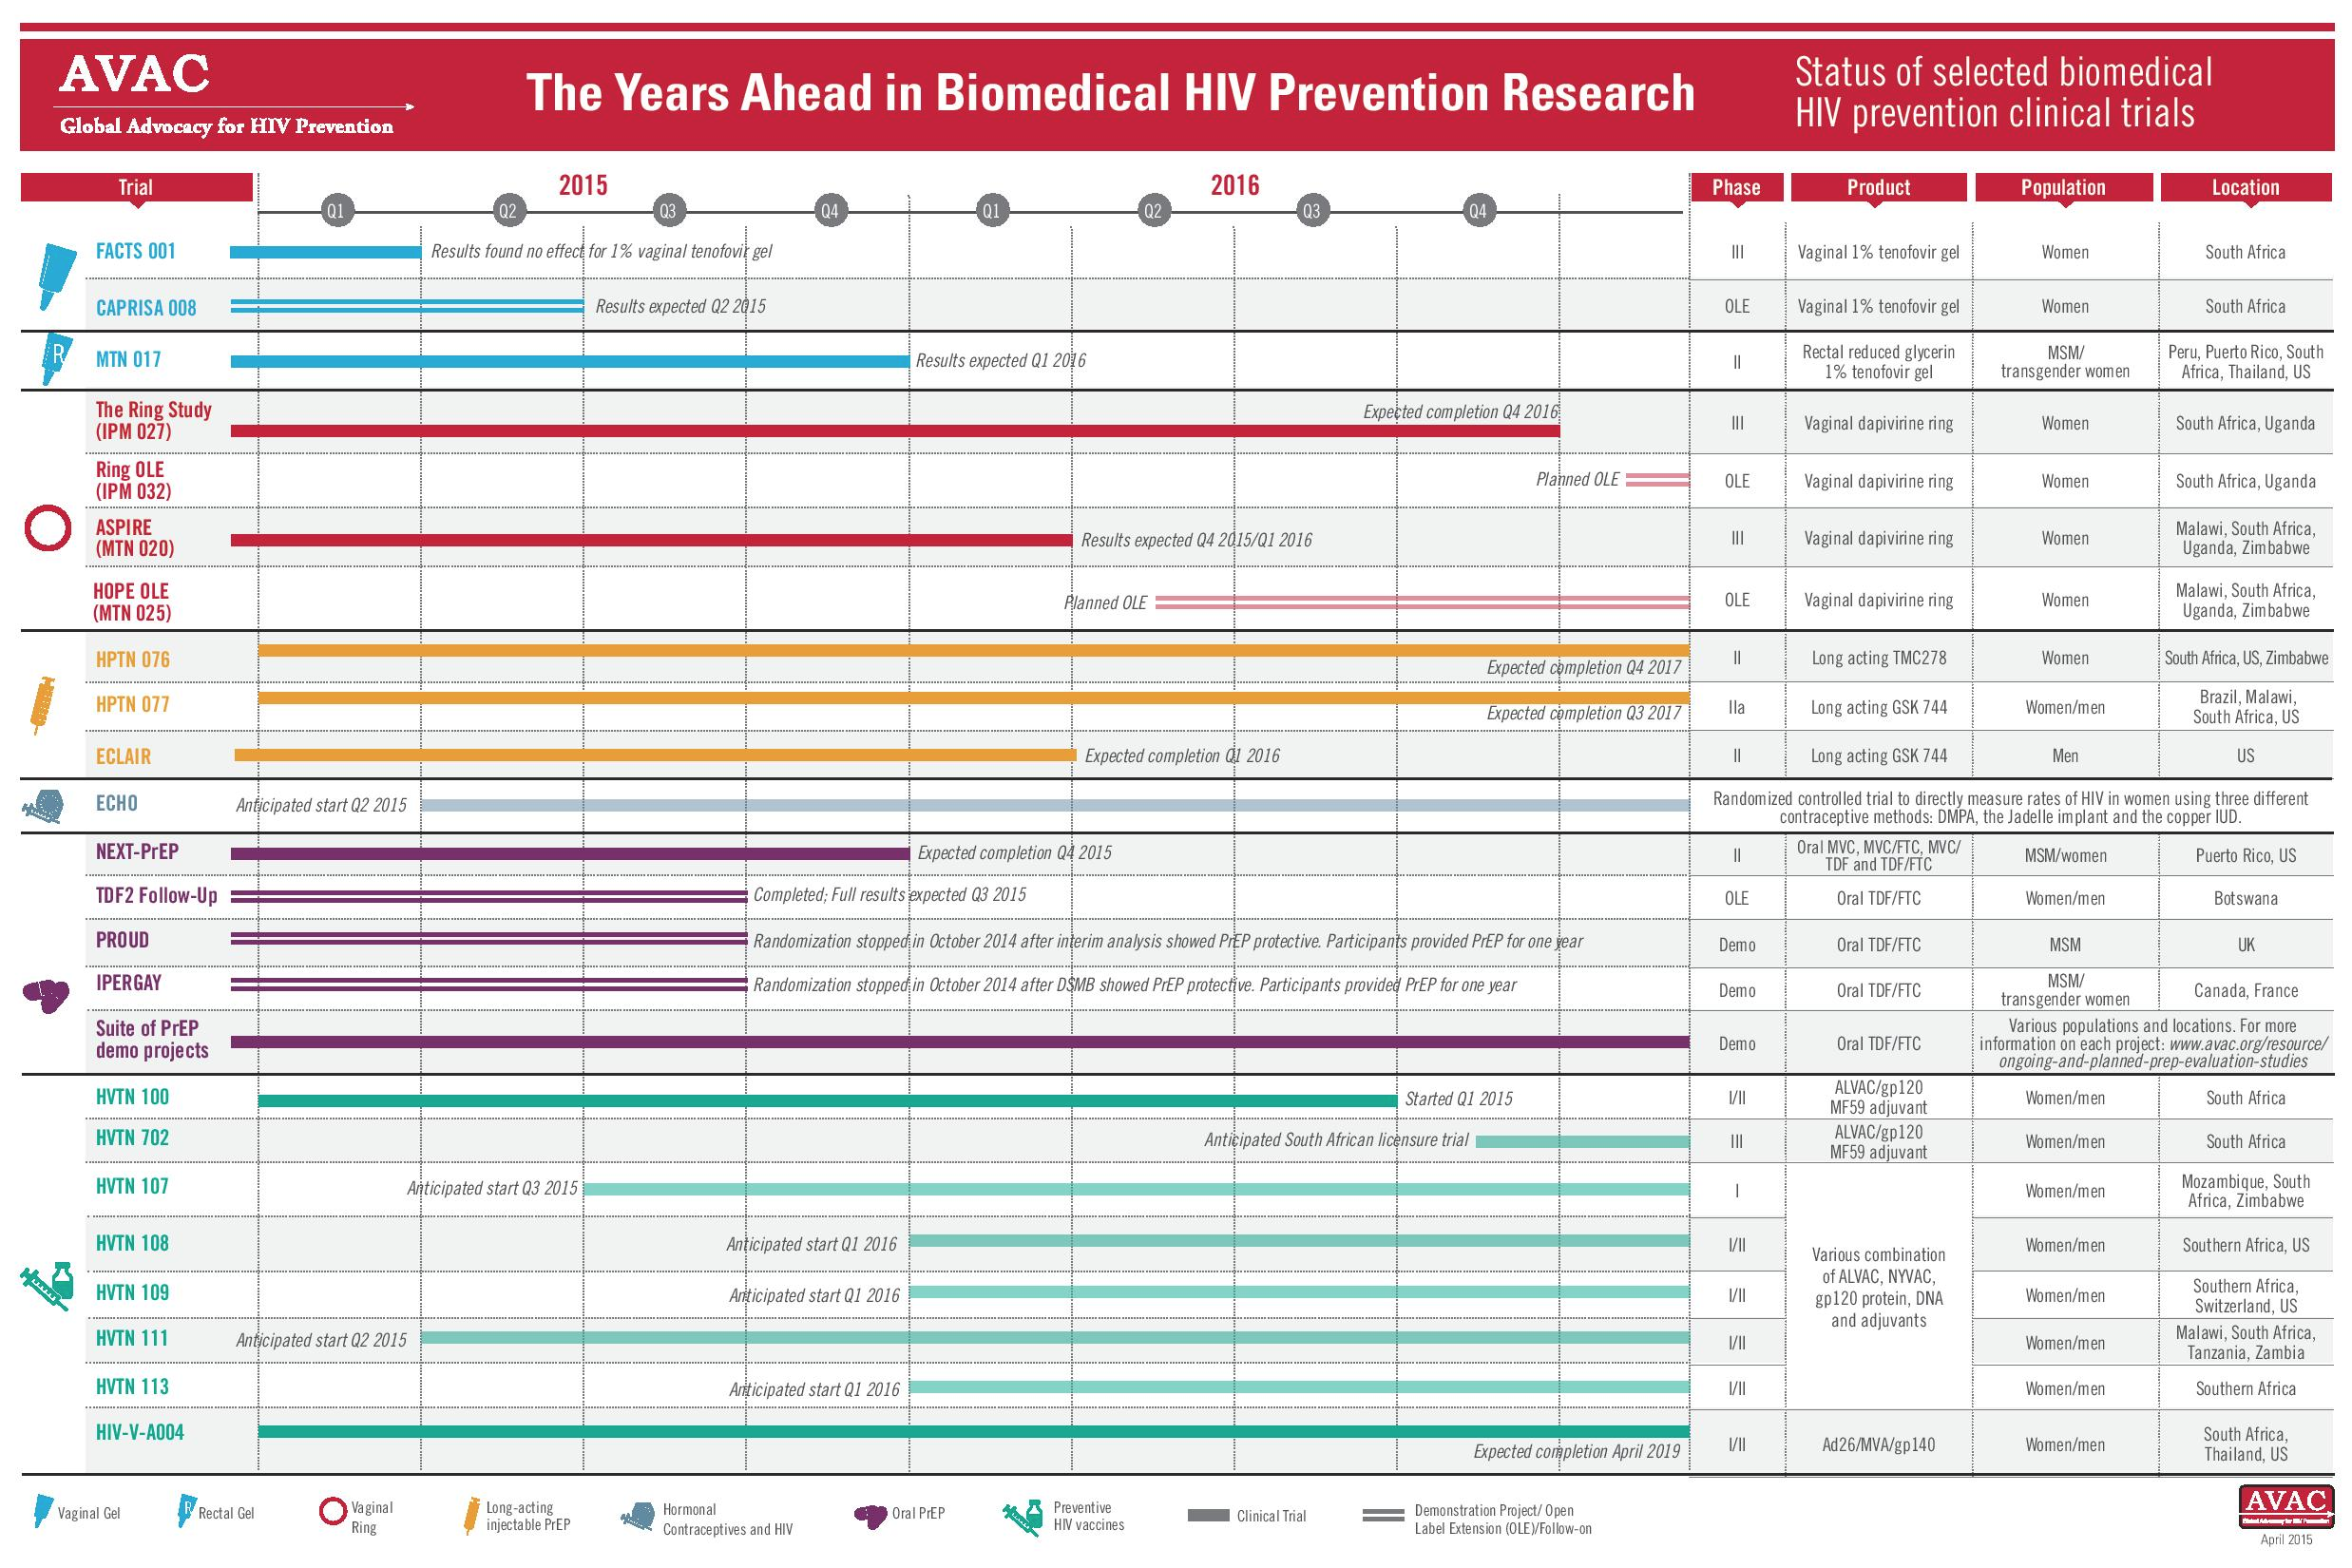 AVAC
Global Advocacy for HIV Prevention
The Years Ahead in Biomedical HIV Prevention Research
Status of selected biomedical
HIV prevention clinical trials
Trial
2015
2016
Q1
Q2
Q3
Q4
Q1
Q2
Q3
Q4
Phase
Product
Population
Location
FACTS 001
Results found no effect for 1% vaginal tenofovir gel
III
Vaginal 1% tenofovir gel
Women
South Africa
CAPRISA 008
Results expected Q2 2015
OLE
Vaginal 1% tenofovir gel
Women
South Africa
R
MTN 017
Results expected Q1 2016
II
Rectal reduced glycerin
1% tenofovir gel
MSM/
transgender women
Peru, Puerto Rico, South
Africa, Thailand, US
The Ring Study
(IPM 027)
Expected completion Q4 2016
III
Vaginal dapivirine ring
Women
South Africa, Uganda
Ring OLE
(IPM 032)
Planned OLE
OLE
Vaginal dapivirine ring
Women
South Africa, Uganda
ASPIRE
(MTN 020)
Results expected Q4 2015/Q1 2016
III
Vaginal dapivirine ring
Women
Malawi, South Africa,
Uganda, Zimbabwe
HOPE OLE
(MTN 025)
Planned OLE
OLE
Vaginal dapivirine ring
Women
Malawi, South Africa,
Uganda, Zimbabwe
HPTN 076
Expected completion Q4 2017
II
Long acting TMC278
Women
South Africa, US, Zimbabwe
HPTN 077
Expected completion Q3 2017
IIa
Long acting GSK 744
Women/men
Brazil, Malawi,
South Africa, US
ECLAIR
Expected completion Q1 2016
II
Long acting GSK 744
Men
US
ECHO
Anticipated start Q2 2015
Randomized controlled trial to directly measure rates of HIV in women using three different
contraceptive methods: DMPA, the Jadelle implant and the copper IUD.
NEXT-PrEP
Expected completion Q4 2015
II
Oral MVC, MVC/FTC, MVC/
TDF and TDF/FTC
MSM/women
Puerto Rico, US
TDF2 Follow-Up
Completed; Full results expected Q3 2015
OLE
Oral TDF/FTC
Women/men
Botswana
PROUD
Randomization stopped in October 2014 after interim analysis showed PrEP protective. Participants provided PrEP for one year
Demo
Oral TDF/FTC
MSM
UK
IPERGAY
Randomization stopped in October 2014 after DSMB showed PrEP protective. Participants provided PrEP for one year
Demo
Oral TDF/FTC
MSM/
transgender women
Canada, France
Suite of PrEP
demo projects
Demo
Oral TDF/FTC
Various populations and locations. For more
information on each project: www.avac.org/resource/
ongoing-and-planned-prep-evaluation-studies
HVTN 100
Started Q1 2015
I/II
ALVAC/gp120
MF59 adjuvant
Women/men
South Africa
HVTN 702
Anticipated South African licensure trial
III
ALVAC/gp120
MF59 adjuvant
Women/men
South Africa
HVTN 107
Anticipated start Q3 2015
I
Women/men
Mozambique, South
Africa, Zimbabwe
HVTN 108
Anticipated start Q1 2016
I/II
Various combination
of ALVAC, NYVAC,
gp120 protein, DNA
and adjuvants
Women/men
Southern Africa, US
HVTN 109
Anticipated start Q1 2016
I/II
Women/men
Southern Africa,
Switzerland, US
HVTN 111
Anticipated start Q2 2015
I/II
Women/men
Malawi, South Africa,
Tanzania, Zambia
HVTN 113
Anticipated start Q1 2016
I/II
Women/men
Southern Africa
HIV-V-A004
Expected completion April 2019
I/II
Ad26/MVA/gp140
Women/men
South Africa,
Thailand, US
Vaginal Gel
R
Rectal Gel
Vaginal
Ring
Long-acting
injectable PrEP
Hormonal
Contraceptives and HIV
Oral PrEP
Preventive
HIV vaccines
Clinical Trial
Demonstration Project/ Open
Label Extension (OLE)/Follow-on
AVAC
Global Advocacy for HIV Prevention
April 2015